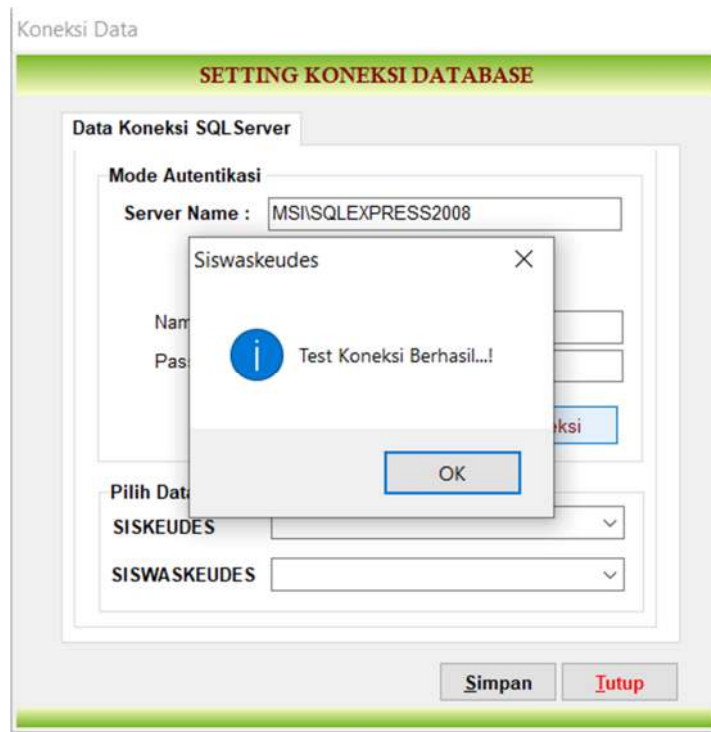 Koneksi Data
SETTING KONEKSI DATABASE
Data Koneksi SQLServer
Mode Autentikasi
Server Name : MSI\SQLEXPRESS2008
Siswaskeudes
Test Koneksi Berhasil...!
OK
Pilih
SISKEUDES
SISWASKEUDES
Simpan Tutup